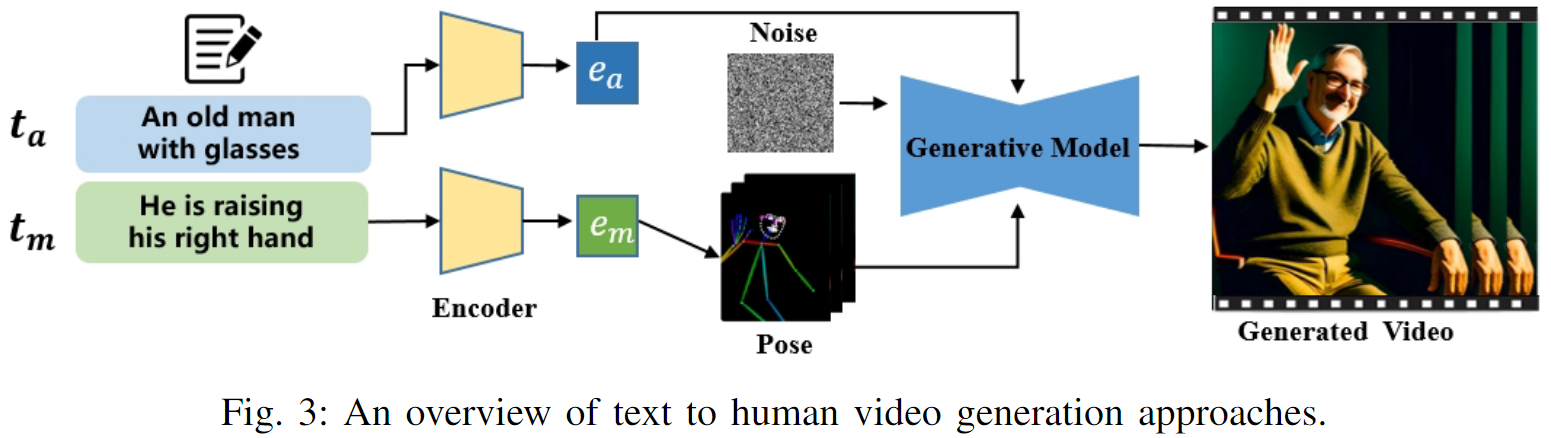 t_a
An old man
with glasses
t_m
He is raising
his right hand
Encoder
e_a
e_m
Noise
Pose
Generative Model
Generated Video
Fig. 3: An overview of text to human video generation approaches.